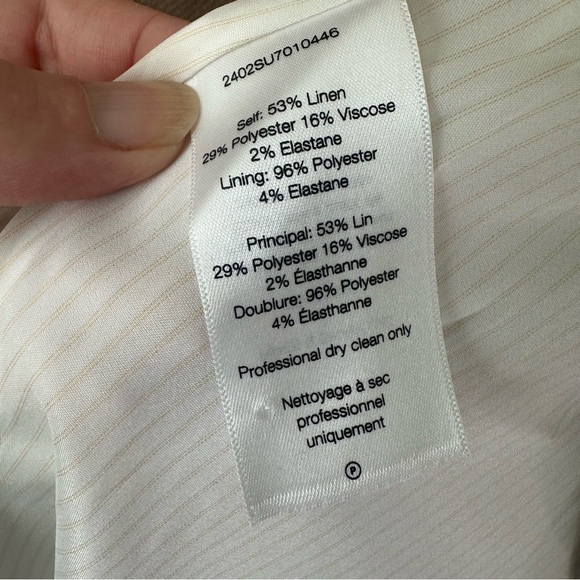 2402SU7010446
Self: 53% Linen
29% Polyester 16% Viscose
2% Elastane
Lining: 96% Polyester
4% Elastane
Principal: 53% Lin
29% Polyester 16% Viscose
2% Élasthanne
Doublure: 96% Polyester
4% Élasthanne
Professional dry clean only
Nettoyage à sec
professionnel
uniquement
P